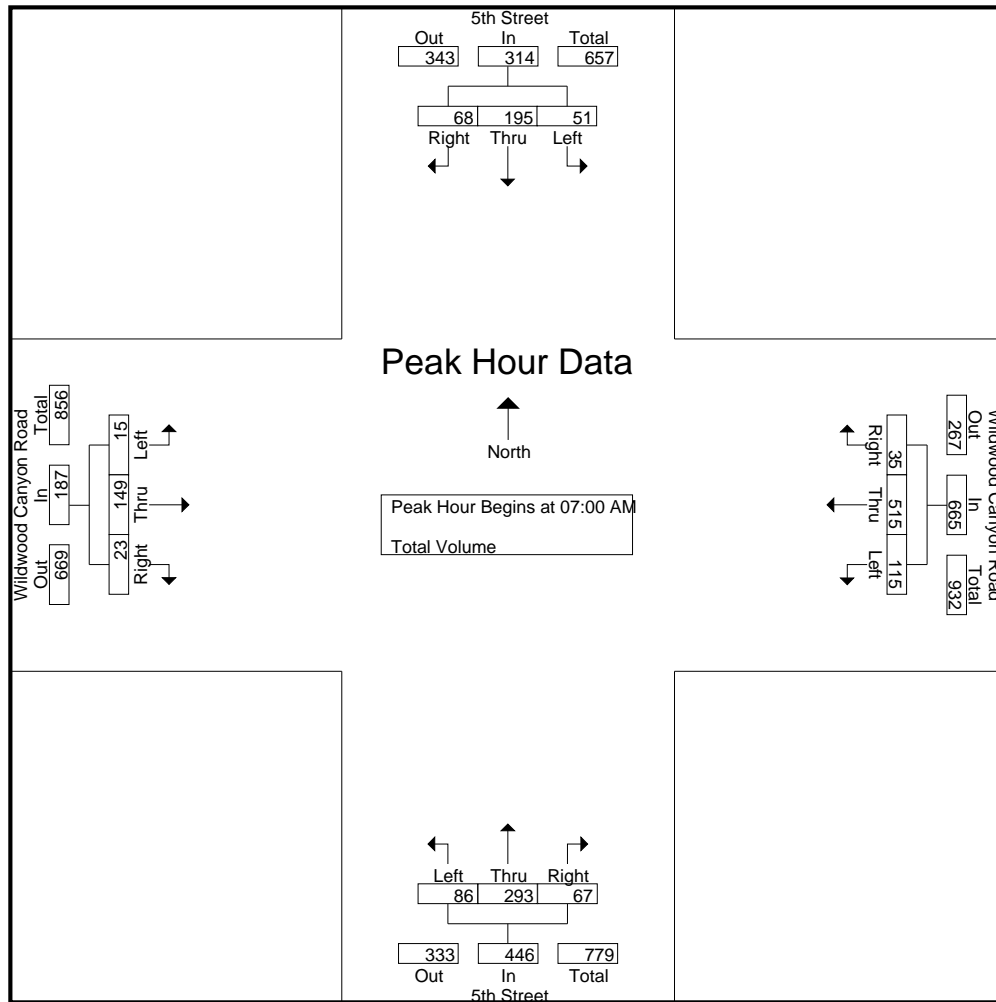 5th Street
Out In Total
343 314 657
68 195 51
Right Thru Left
Peak Hour Data
North
Peak Hour Begins at 07:00 AM
Total Volume
Wildwood Canyon Road
Total In Out
856 187 669
15 149 23
Left Thru Right
Wildwood Canyon Road
Out In Total
267 665 932
35 515 115
Right Thru Left
Left Thru Right
86 293 67
333 446 779
Out In Total
5th Street